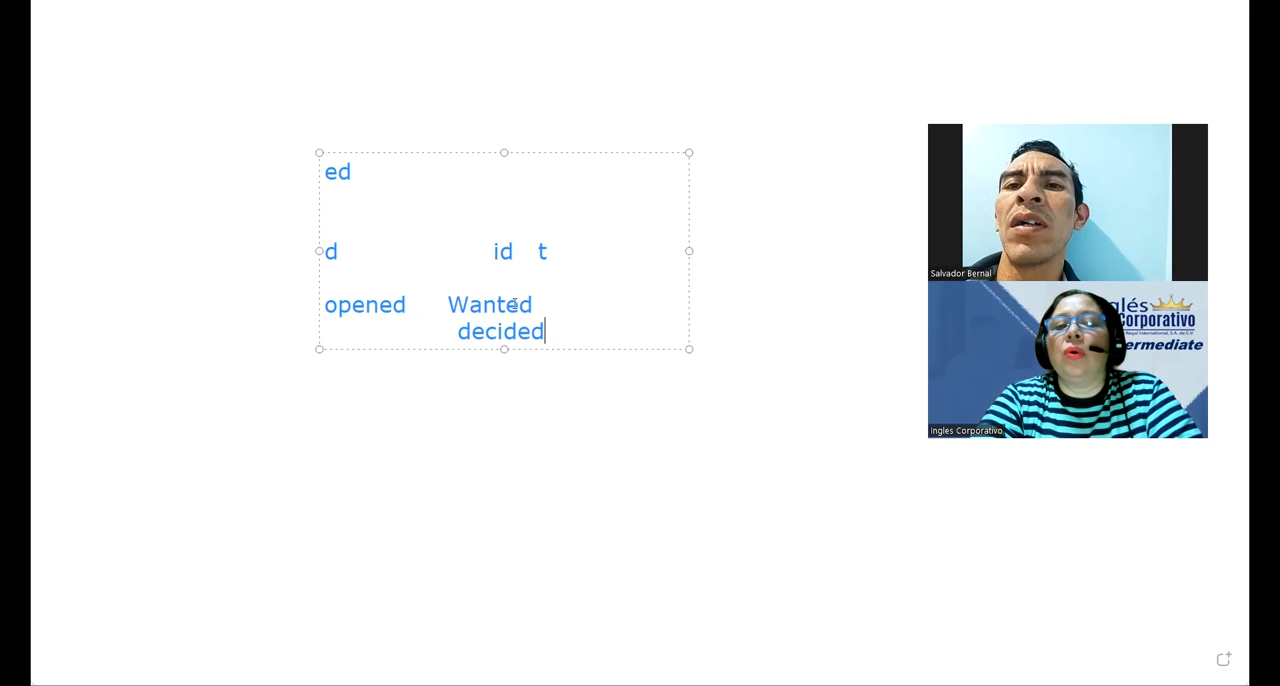 ed
d id t
opened Wanted
decided
Salvador Bernal
glés
Corporativo
ermediate
Ingles Corporativo